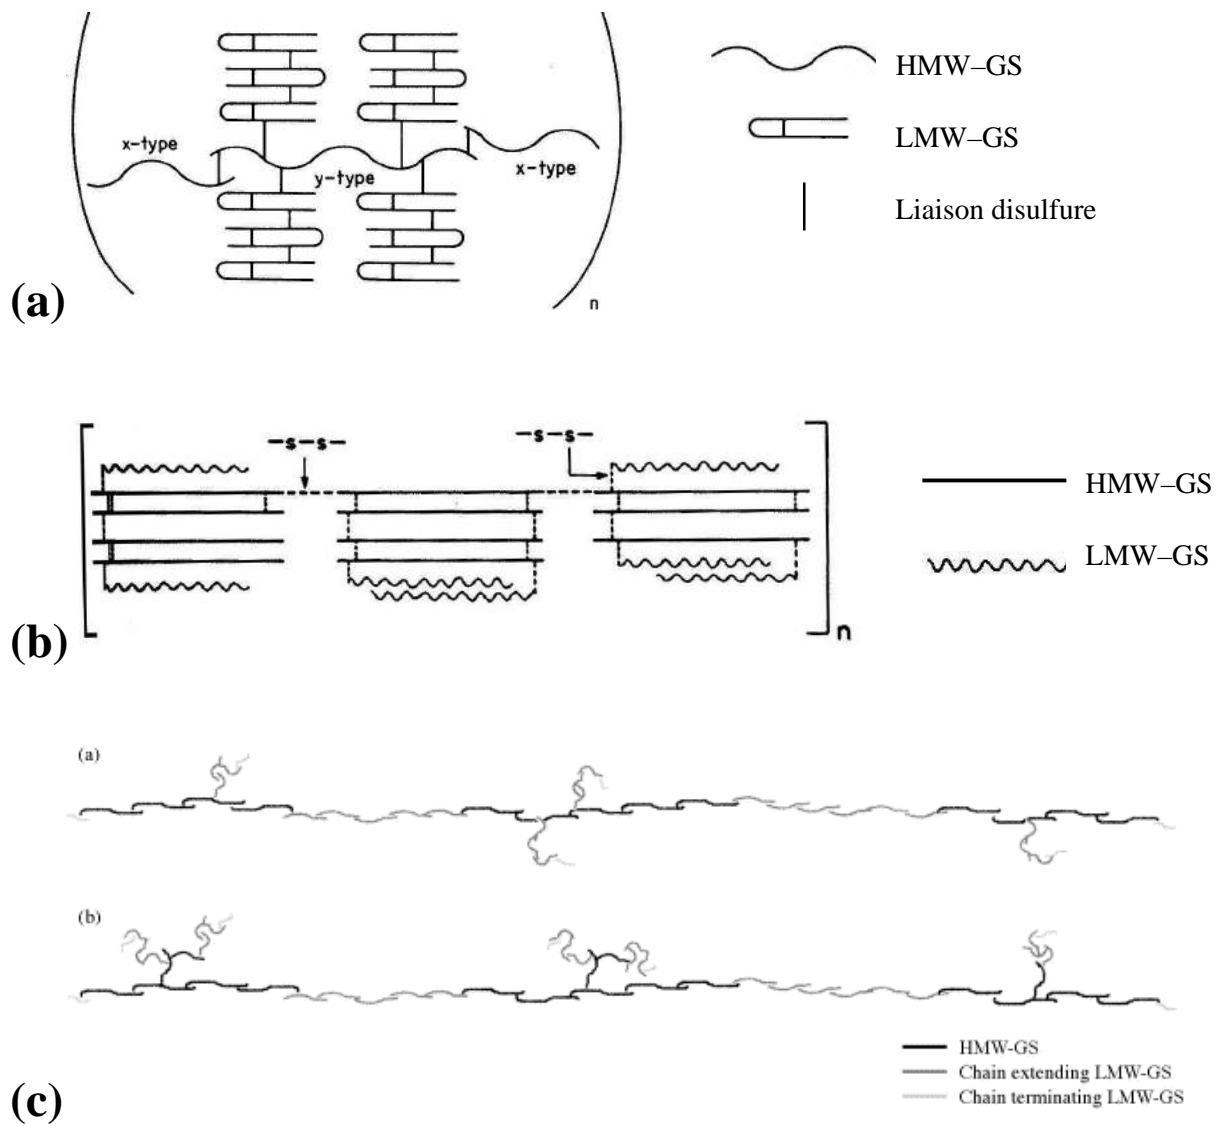 x-type
y-type
x-type
n
HMW–GS
LMW–GS
Liaison disulfure
(a)
-s-s-
-s-s-
n
HMW–GS
LMW–GS
(b)
(a)
(b)
HMW-GS
Chain extending LMW-GS
Chain terminating LMW-GS
(c)